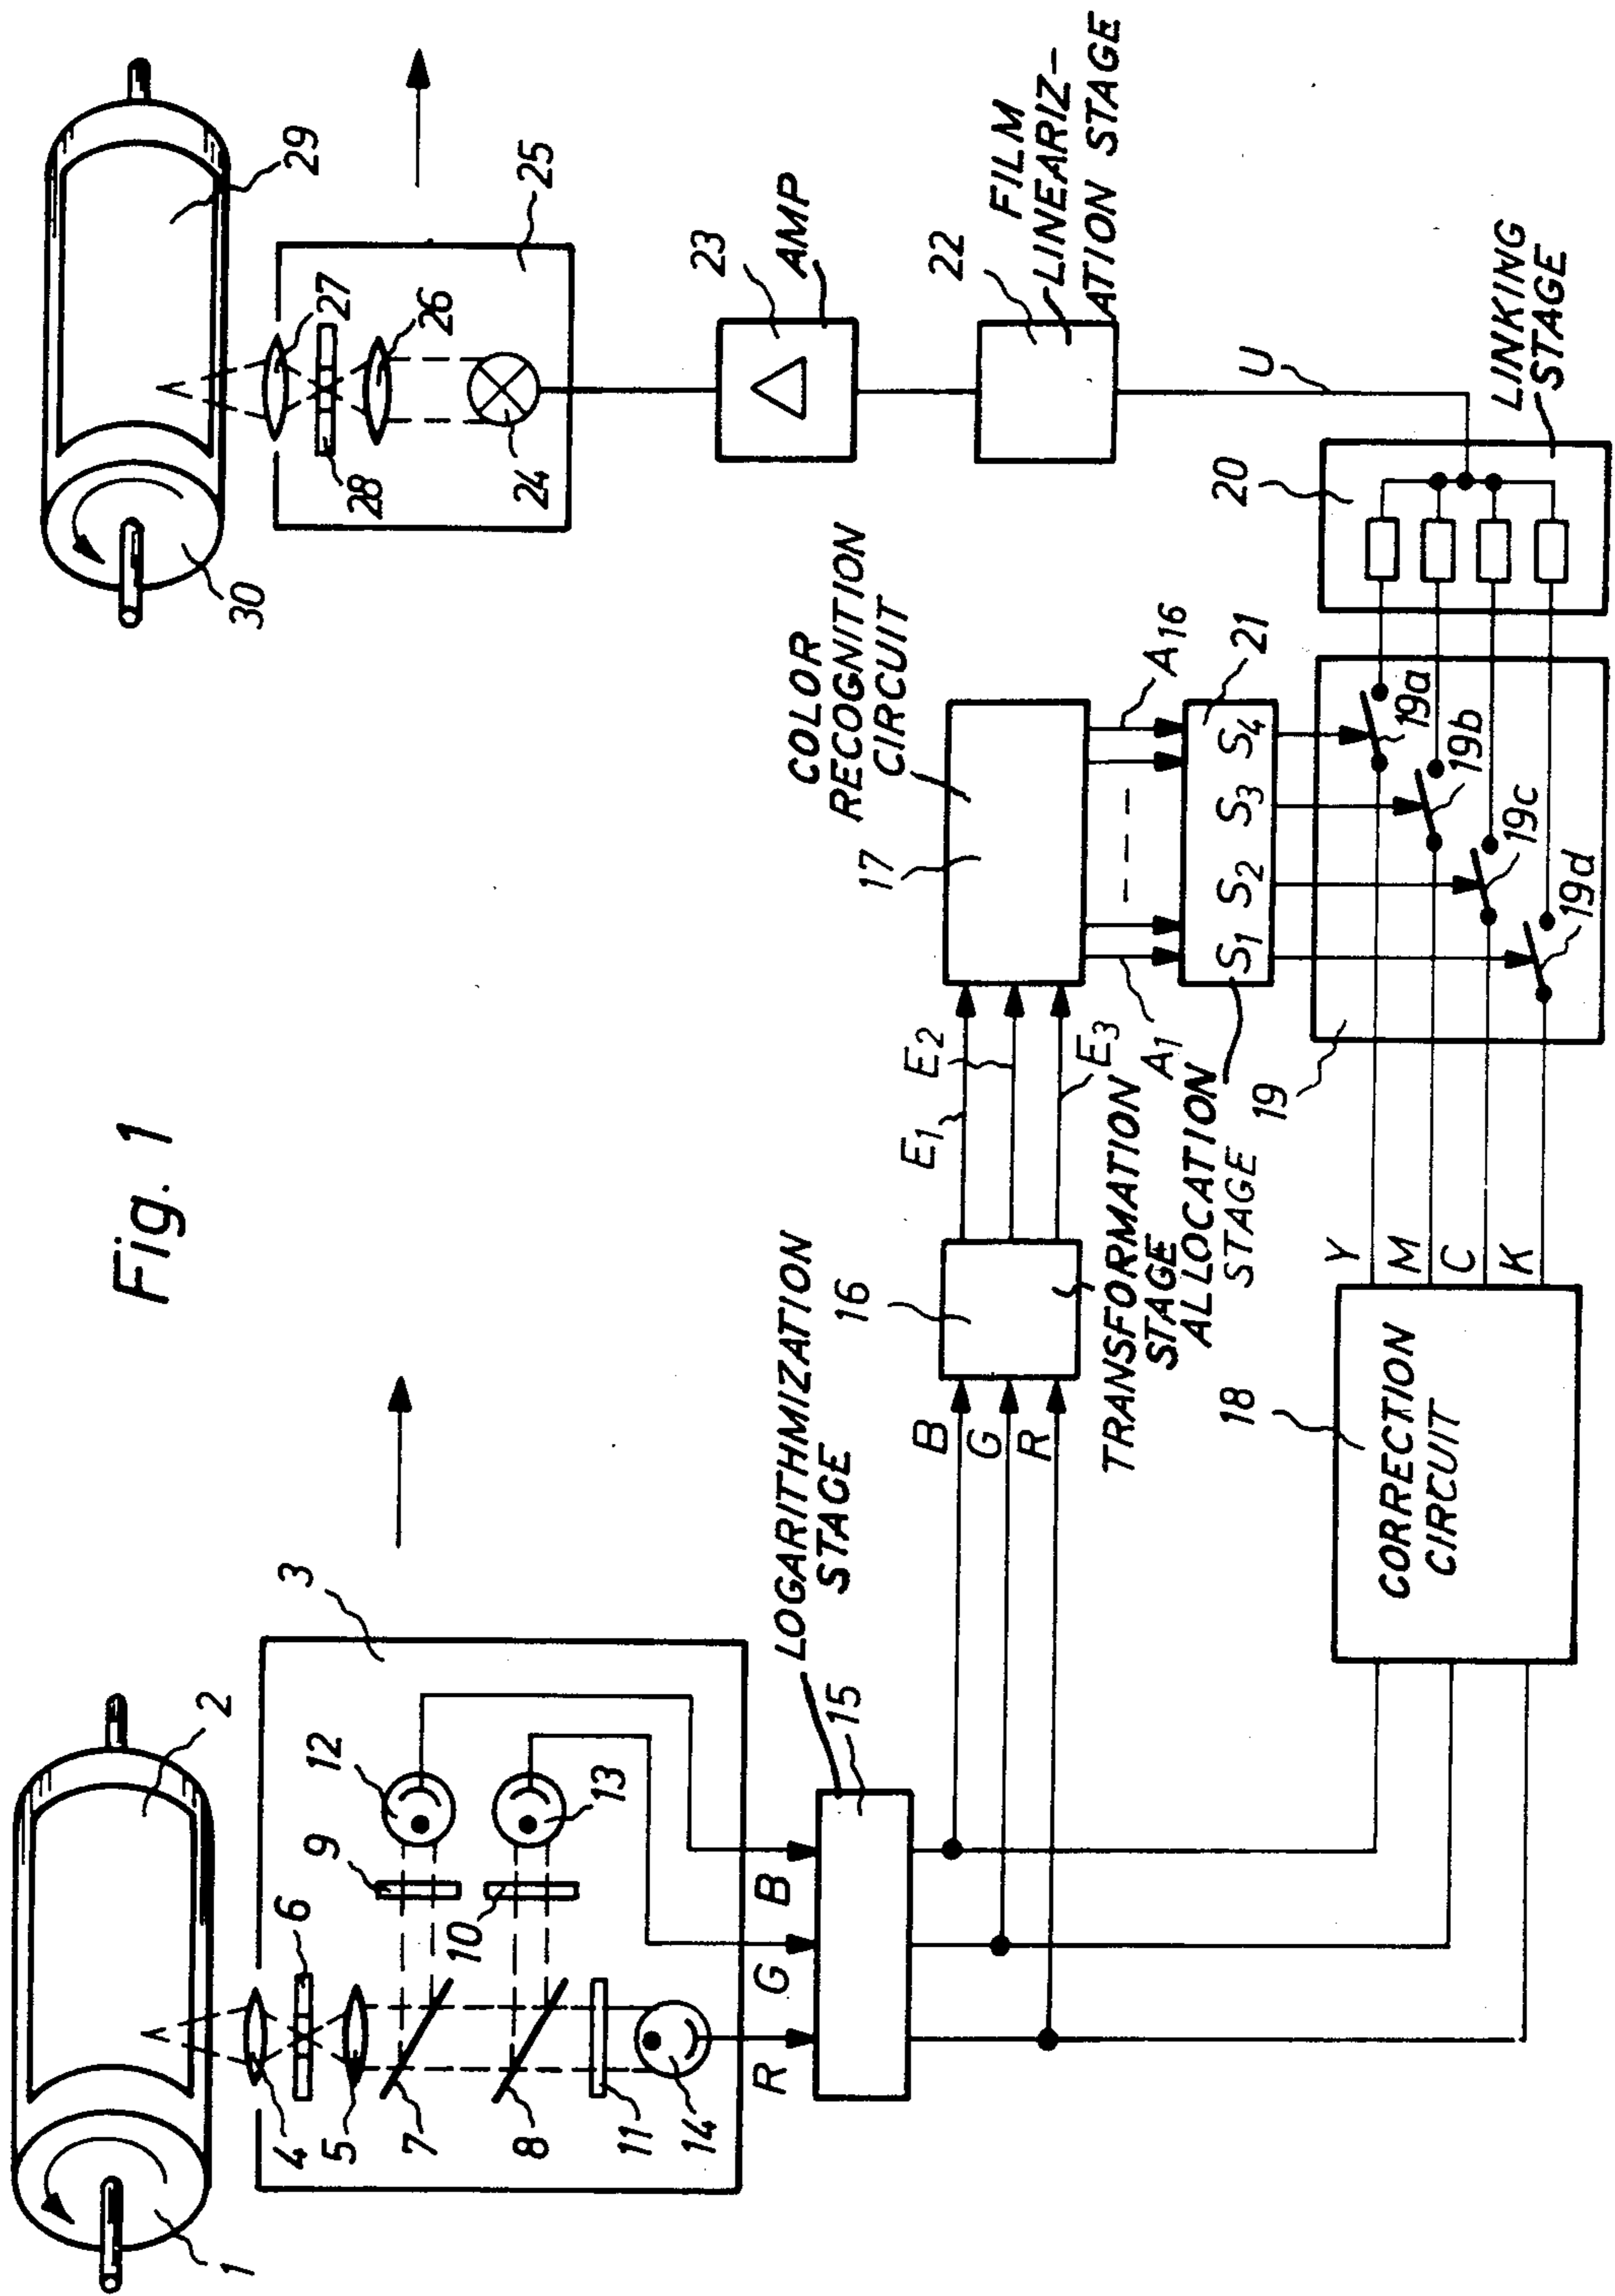 Fig. 1
1
2
3
4
5
6
7
8
9
10
11
12
13
14
R
G
B
15
LOGARITHMIZATION
STAGE
B
G
R
16
TRANSFORMATION
STAGE
E1
E2
E3
17
COLOR
RECOGNITION
CIRCUIT
A1
A16
ALLOCATION
STAGE
21
S1
S2
S3
S4
18
CORRECTION
CIRCUIT
Y
M
C
K
19
19a
19b
19c
19d
20
LINKING
STAGE
U
22
FILM
LINEARIZ-
ATION STAGE
23
AMP
24
25
26
27
28
29
30